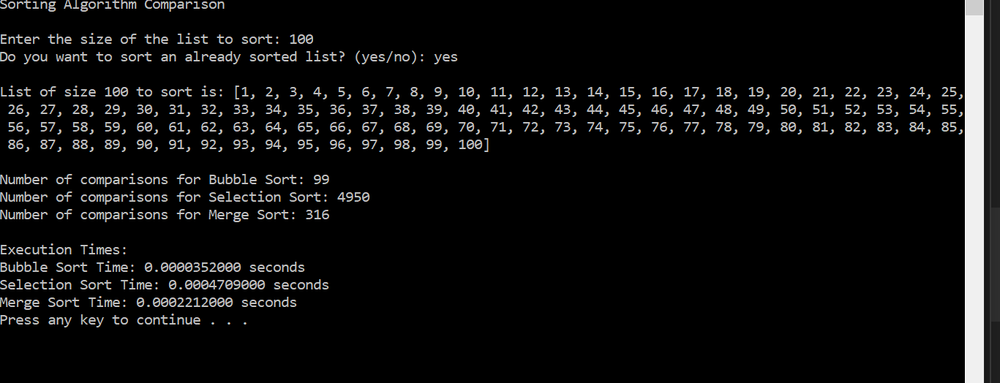 Sorting Algorithm Comparison
Enter the size of the list to sort: 100
Do you want to sort an already sorted list? (yes/no): yes
List of size 100 to sort is: [1, 2, 3, 4, 5, 6, 7, 8, 9, 10, 11, 12, 13, 14, 15, 16, 17, 18, 19, 20, 21, 22, 23, 24, 25,
26, 27, 28, 29, 30, 31, 32, 33, 34, 35, 36, 37, 38, 39, 40, 41, 42, 43, 44, 45, 46, 47, 48, 49, 50, 51, 52, 53, 54, 55,
56, 57, 58, 59, 60, 61, 62, 63, 64, 65, 66, 67, 68, 69, 70, 71, 72, 73, 74, 75, 76, 77, 78, 79, 80, 81, 82, 83, 84, 85,
86, 87, 88, 89, 90, 91, 92, 93, 94, 95, 96, 97, 98, 99, 100]
Number of comparisons for Bubble Sort: 99
Number of comparisons for Selection Sort: 4950
Number of comparisons for Merge Sort: 316
Execution Times:
Bubble Sort Time: 0.0000352000 seconds
Selection Sort Time: 0.0004709000 seconds
Merge Sort Time: 0.0002212000 seconds
Press any key to continue . . .